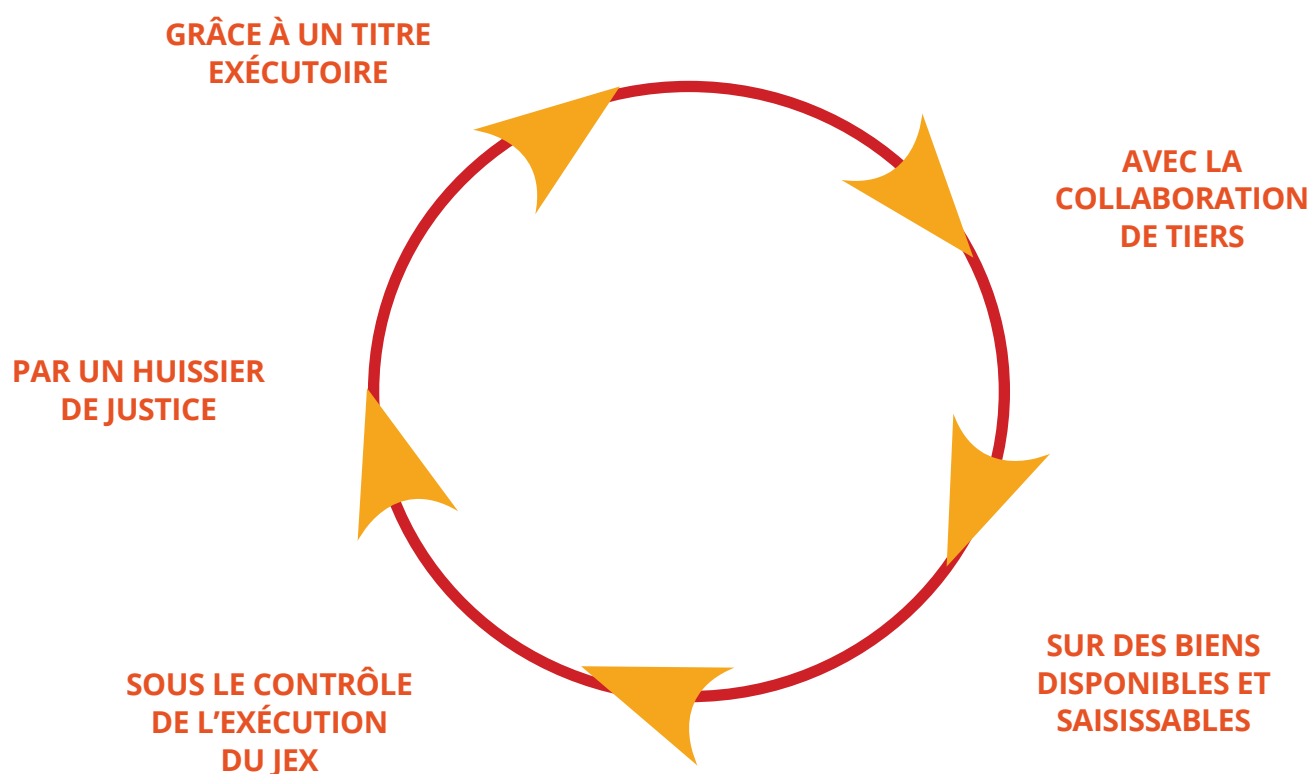 GRÂCE À UN TITRE
EXÉCUTOIRE
AVEC LA
COLLABORATION
DE TIERS
SUR DES BIENS
DISPONIBLES ET
SAISISSABLES
SOUS LE CONTRÔLE
DE L'EXÉCUTION
DU JEX
PAR UN HUISSIER
DE JUSTICE